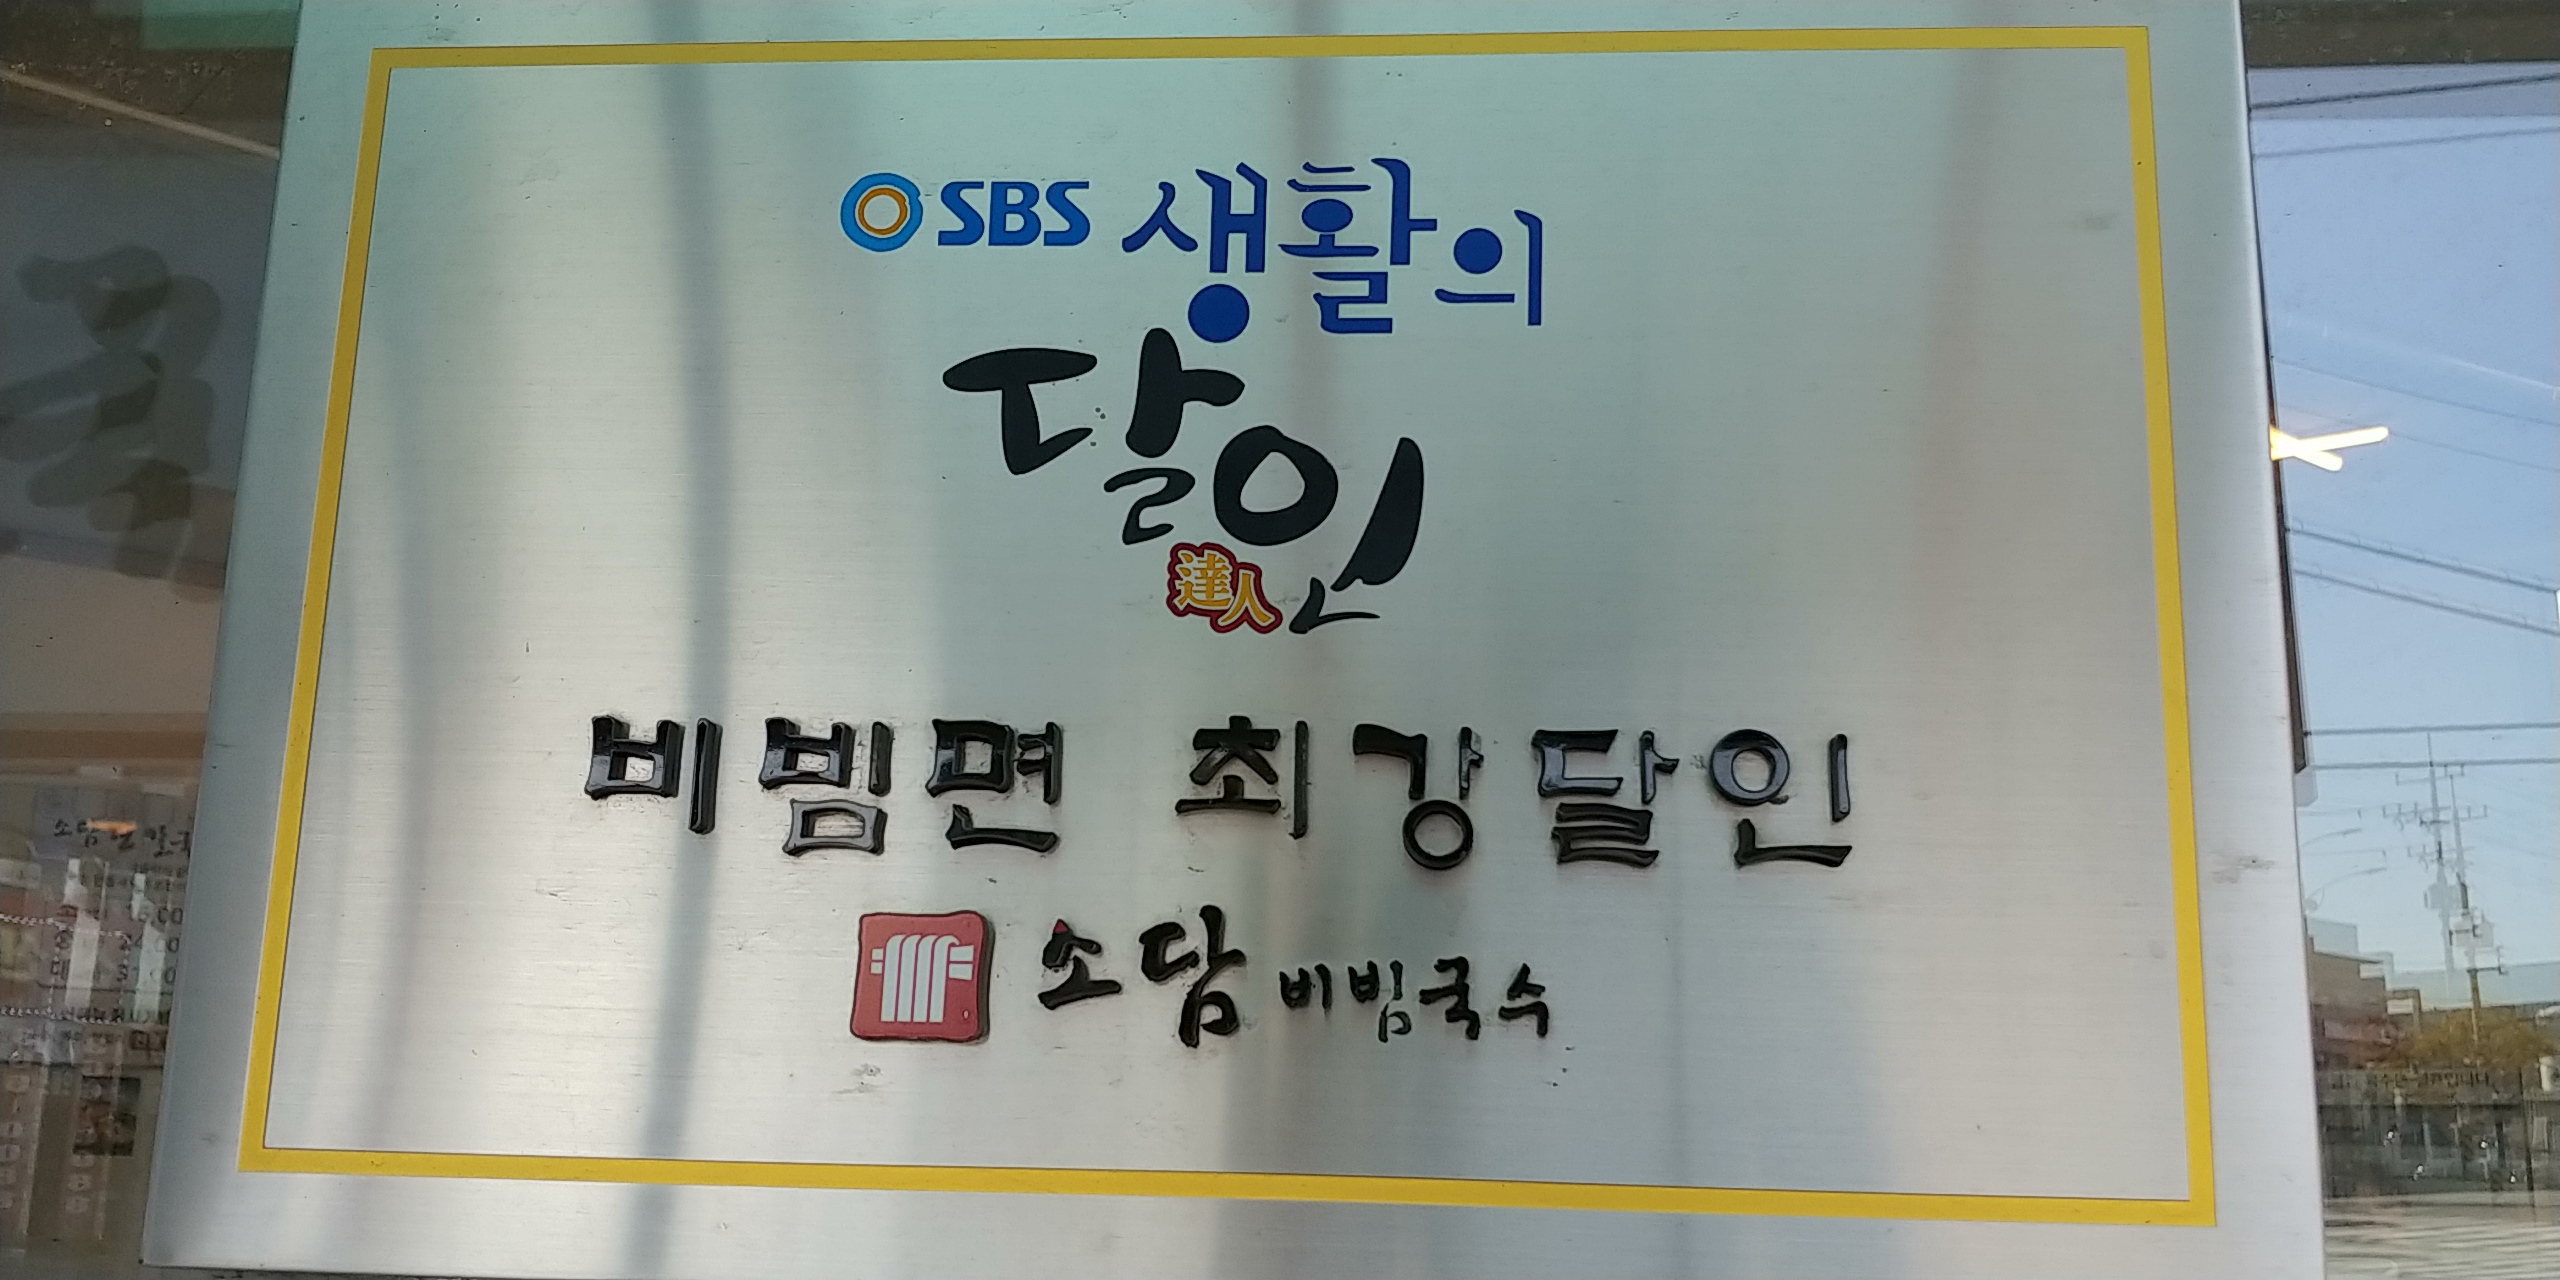 SBS 생활의
달인
達人
비빔면 최강달인
소담 비빔국수